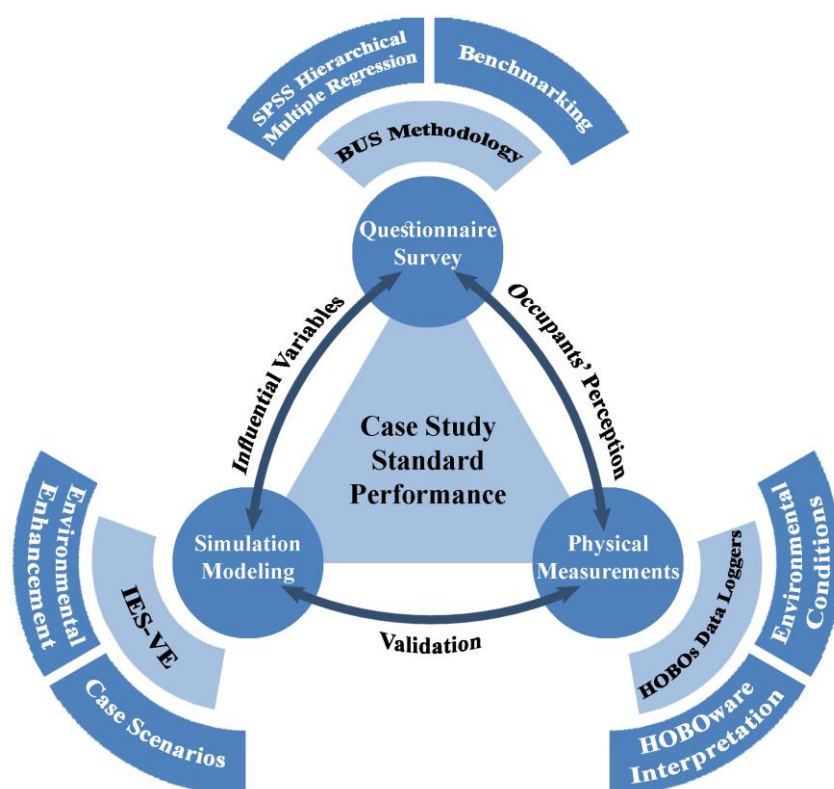 SPSS Hierarchical
Multiple Regression
Benchmarking
BUS Methodology
Questionnaire
Survey
Influential Variables
Occupants' Perception
Case Study
Standard
Performance
Simulation
Modeling
Physical
Measurements
Validation
IES-VE
Environmental
Enhancement
Case Scenarios
HOBOs Data Loggers
Environmental
Conditions
HOBOware
Interpretation